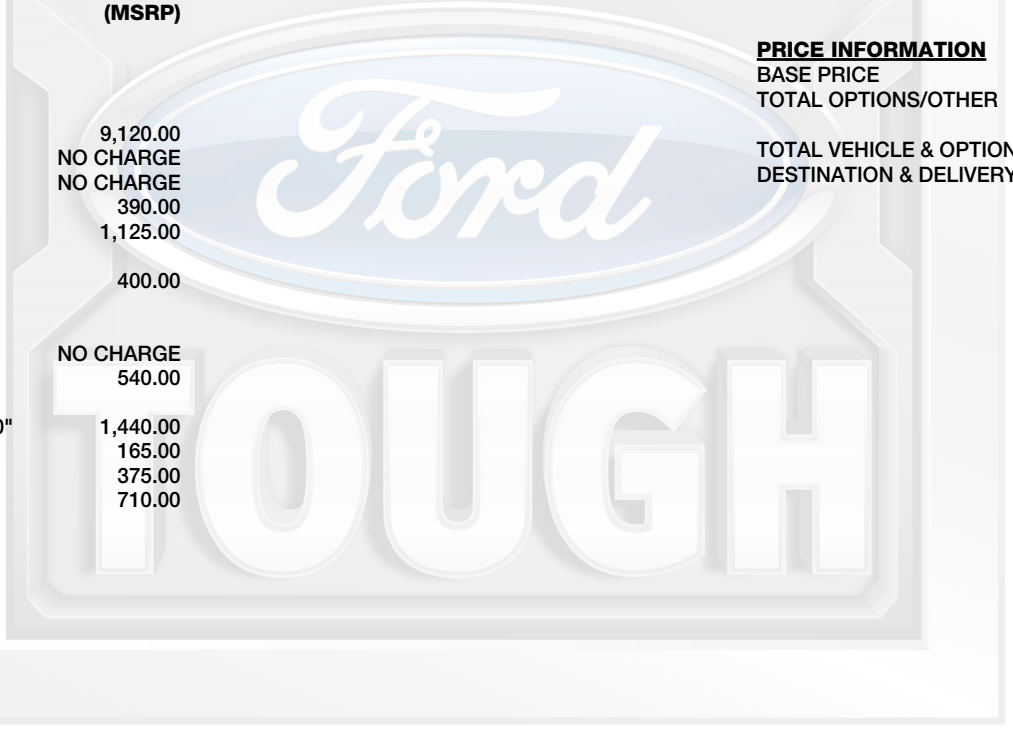 (MSRP)
9,120.00
NO CHARGE
NO CHARGE
390.00
1,125.00
400.00
NO CHARGE
540.00
0" 1,440.00
165.00
375.00
710.00
PRICE INFORMATION
BASE PRICE
TOTAL OPTIONS/OTHER
TOTAL VEHICLE & OPTION
DESTINATION & DELIVERY
Ford
TOUGH